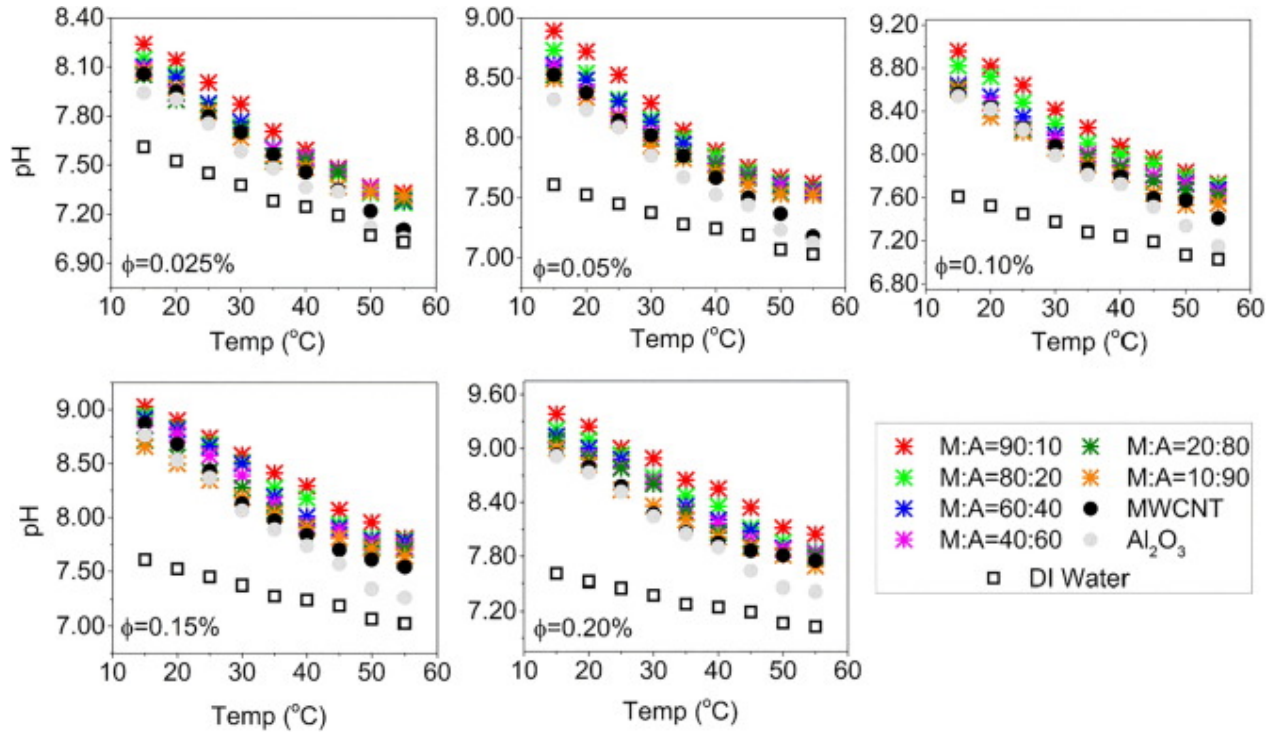 8.40
8.10
7.80
7.50
7.20
6.90
pH
ϕ=0.025%
10 20 30 40 50 60
Temp (°C)
9.00
8.50
8.00
7.50
7.00
ϕ=0.05%
10 20 30 40 50 60
Temp (°C)
9.20
8.80
8.40
8.00
7.60
7.20
6.80
ϕ=0.10%
10 20 30 40 50 60
Temp (°C)
9.00
8.50
8.00
7.50
7.00
pH
ϕ=0.15%
10 20 30 40 50 60
Temp (°C)
9.60
9.00
8.40
7.80
7.20
ϕ=0.20%
10 20 30 40 50 60
Temp (°C)
M:A=90:10 M:A=20:80
M:A=80:20 M:A=10:90
M:A=60:40 MWCNT
M:A=40:60 Al₂O₃
DI Water